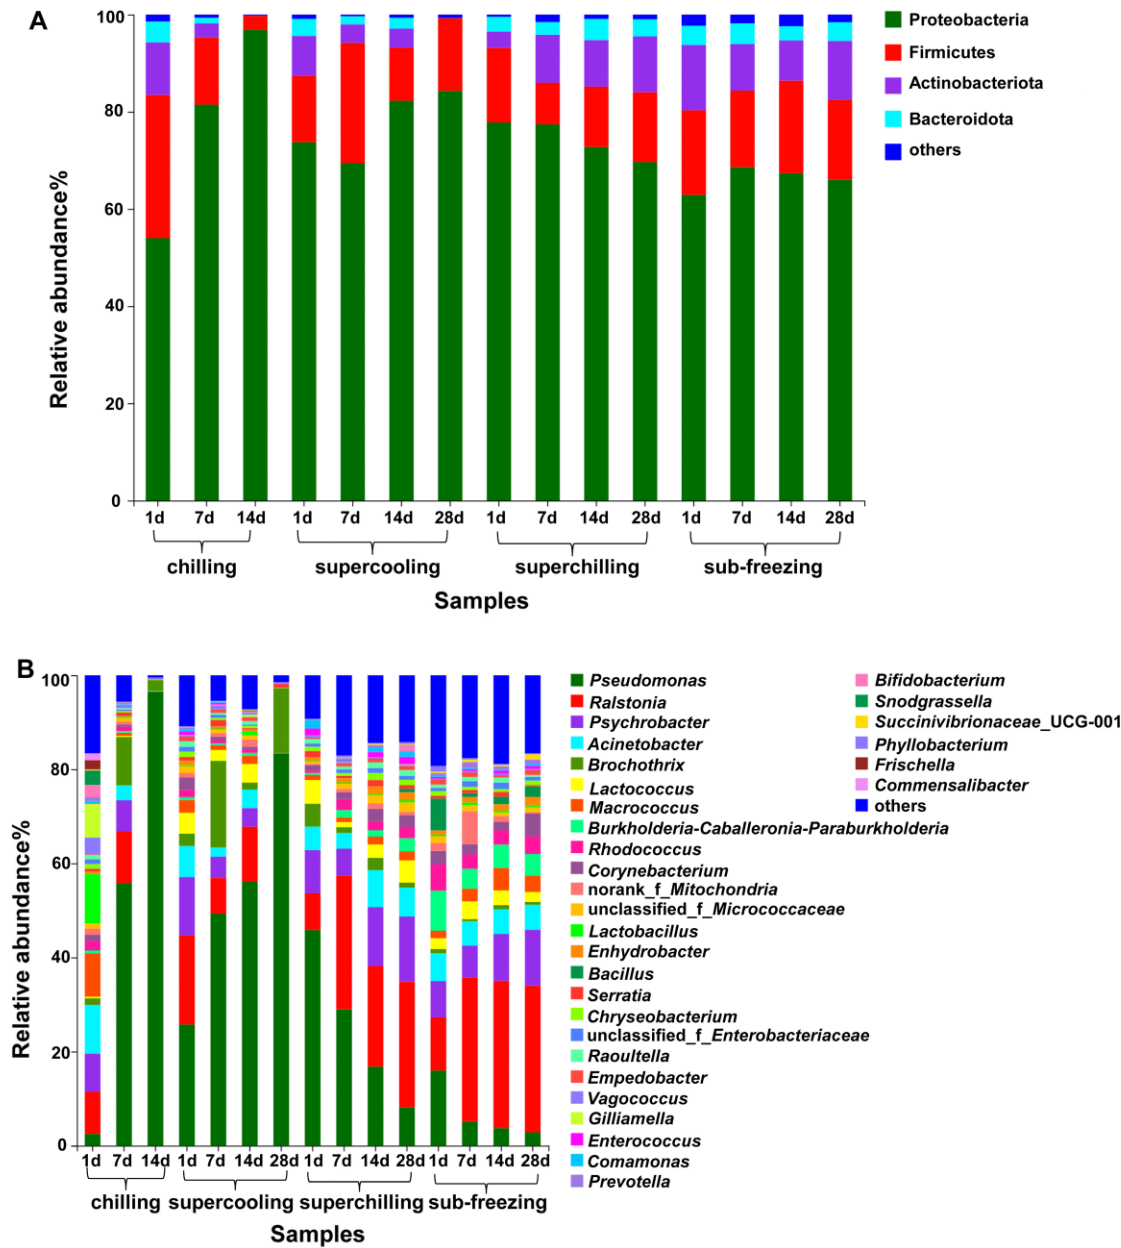 A
100
80
60
40
20
0
Relative abundance%
1d 7d 14d 1d 7d 14d 28d 1d 7d 14d 28d 1d 7d 14d 28d
chilling supercooling superchilling sub-freezing
Samples
Proteobacteria
Firmicutes
Actinobacteriota
Bacteroidota
others
B
100
80
60
40
20
0
Relative abundance%
1d 7d 14d 1d 7d 14d 28d 1d 7d 14d 28d 1d 7d 14d 28d
chilling supercooling superchilling sub-freezing
Samples
Pseudomonas
Ralstonia
Psychrobacter
Acinetobacter
Brochothrix
Lactococcus
Macrococcus
Burkholderia-Caballeronia-Paraburkholderia
Rhodococcus
Corynebacterium
norank_f_Mitochondria
unclassified_f_Micrococcaceae
Lactobacillus
Enhydrobacter
Bacillus
Serratia
Chryseobacterium
unclassified_f_Enterobacteriaceae
Raoultella
Empedobacter
Vagococcus
Gilliamella
Enterococcus
Comamonas
Prevotella
Bifidobacterium
Snodgrassella
Succinivibrionaceae_UCG-001
Phyllobacterium
Frischella
Commensalibacter
others